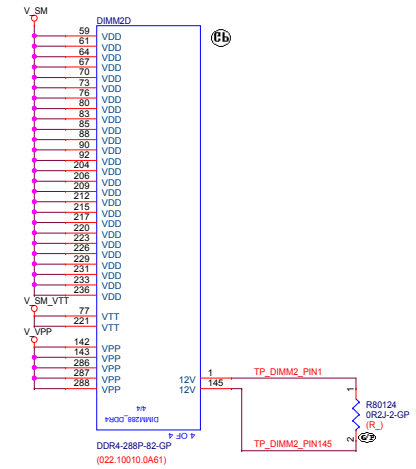 V_SM
DIMM2D
59 VDD
61 VDD
64 VDD
67 VDD
70 VDD
73 VDD
76 VDD
80 VDD
83 VDD
85 VDD
88 VDD
90 VDD
92 VDD
204 VDD
206 VDD
209 VDD
212 VDD
215 VDD
217 VDD
220 VDD
223 VDD
226 VDD
229 VDD
231 VDD
233 VDD
236 VDD
V_SM_VTT
77 VTT
221 VTT
V_VPP
142 VPP
143 VPP
286 VPP
287 VPP
288 VPP
12V 1 TP_DIMM2_PIN1
12V 145
1
R80124
0R2J-2-GP
(R_)
2
TP_DIMM2_PIN145
DIMM288_DDR4
4/4
4 OF 4
DDR4-288P-82-GP
(022.10010.0A61)